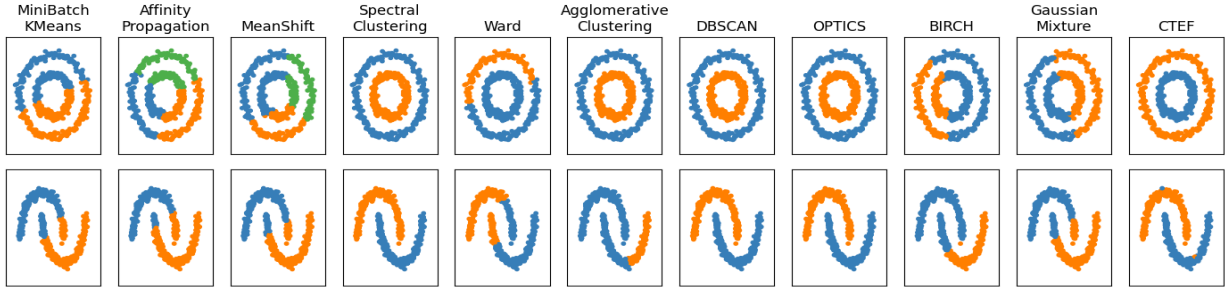 MiniBatch
KMeans
Affinity
Propagation
MeanShift
Spectral
Clustering
Ward
Agglomerative
Clustering
DBSCAN
OPTICS
BIRCH
Gaussian
Mixture
CTEF